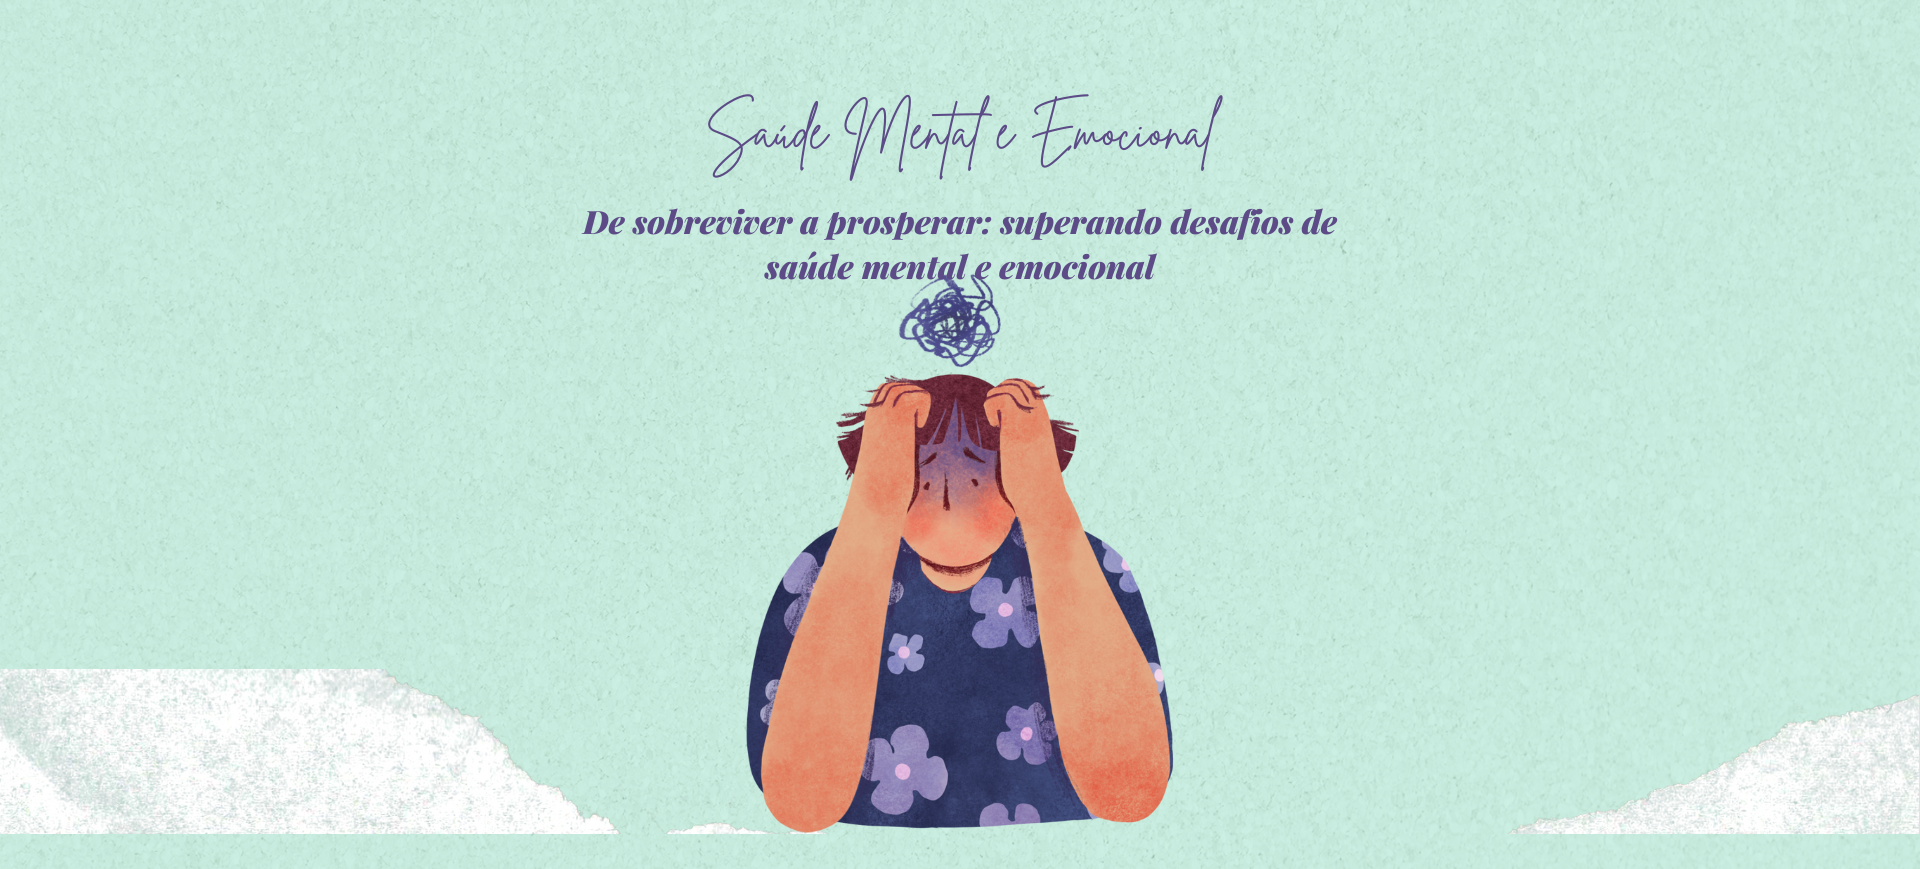 Saúde Mental e Emocional
De sobreviver a prosperar: superando desafios de
saúde mental e emocional